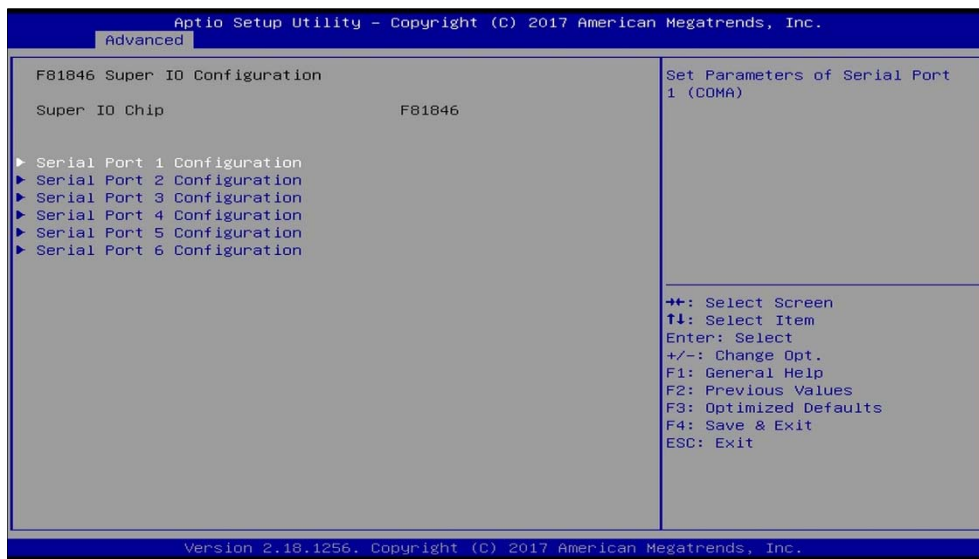 Aptio Setup Utility – Copyright (C) 2017 American Megatrends, Inc.
Advanced
F81846 Super IO Configuration
Super IO Chip F81846
▶ Serial Port 1 Configuration
▶ Serial Port 2 Configuration
▶ Serial Port 3 Configuration
▶ Serial Port 4 Configuration
▶ Serial Port 5 Configuration
▶ Serial Port 6 Configuration
Set Parameters of Serial Port
1 (COMA)
→←: Select Screen
↑↓: Select Item
Enter: Select
+/-: Change Opt.
F1: General Help
F2: Previous Values
F3: Optimized Defaults
F4: Save & Exit
ESC: Exit
Version 2.18.1256. Copyright (C) 2017 American Megatrends, Inc.